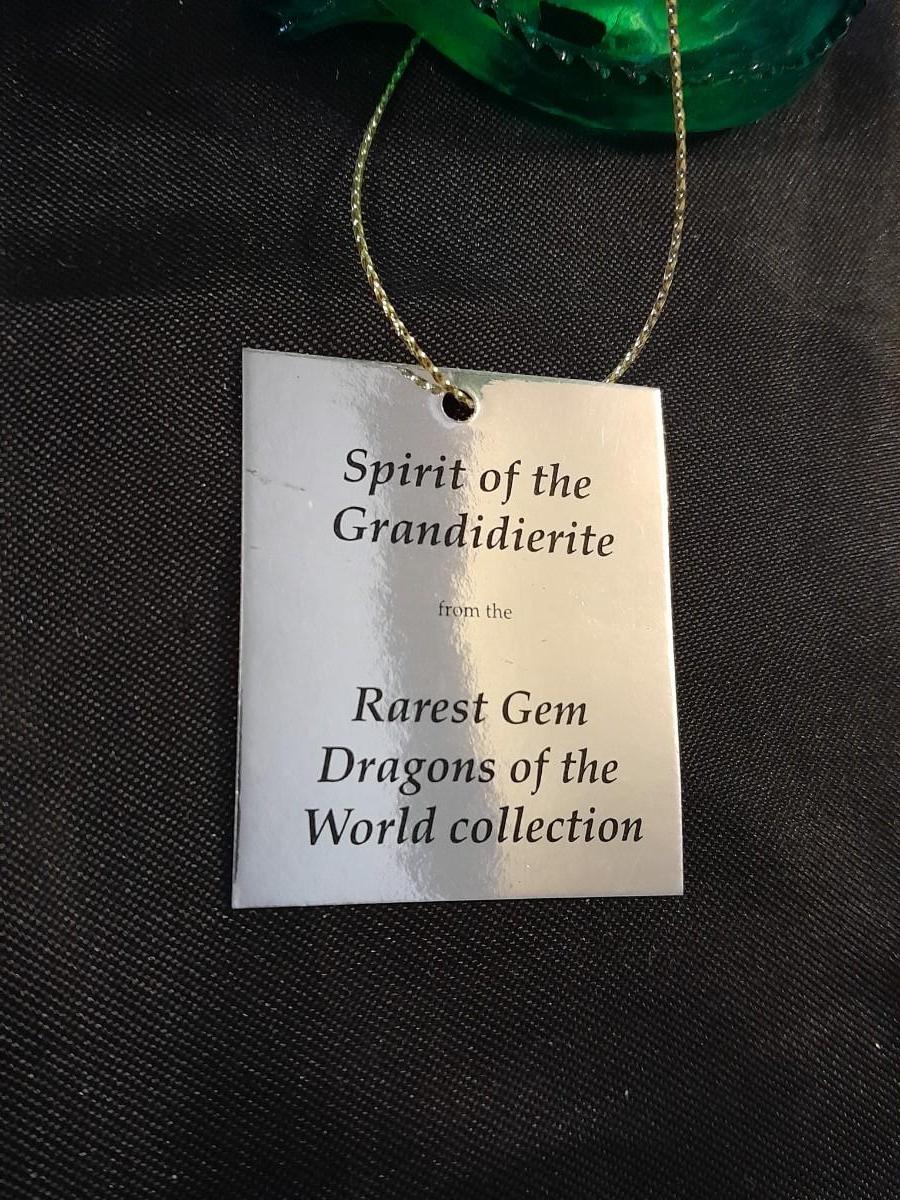 Spirit of the
Grandidierite
from the
Rarest Gem
Dragons of the
World collection